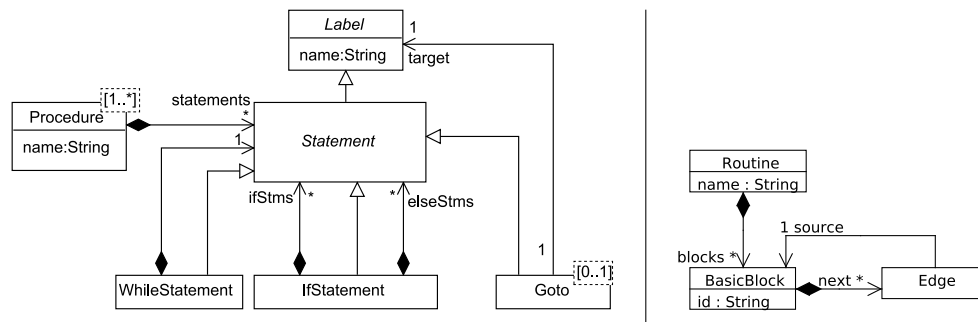 Label
name:String
1
target
[1..*]
Procedure
name:String
statements
*
1
Statement
ifStms
*
*
elseStms
1
WhileStatement
IfStatement
Goto
[0..1]
Routine
name : String
1 source
blocks *
BasicBlock
id : String
next *
Edge